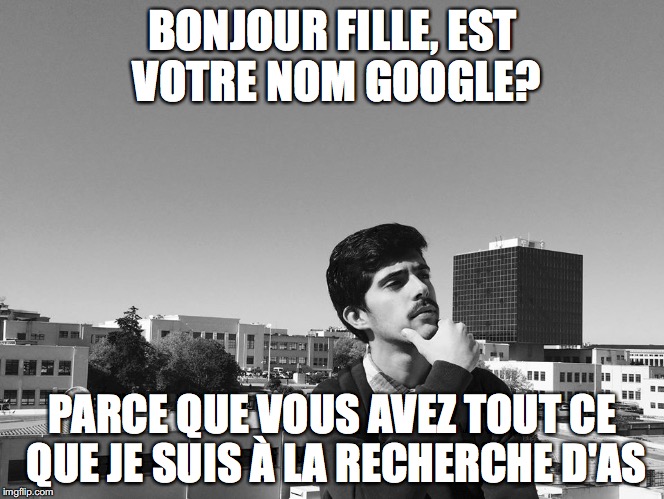 BONJOUR FILLE, EST
VOTRE NOM GOOGLE?
PARCE QUE VOUS AVEZ TOUT CE
QUE JE SUIS À LA RECHERCHE D'AS
imgflip.com